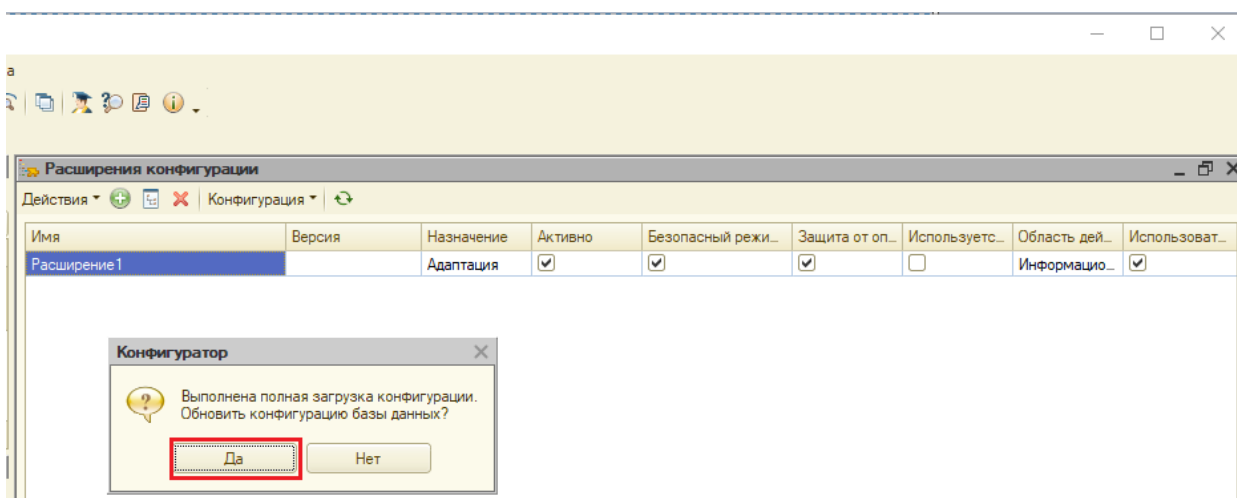 а
Расширения конфигурации
Действия Конфигурация
Имя Версия Назначение Активно Безопасный режи... Защита от оп... Используетс... Область дей... Использоват...
Расширение1 Адаптация Информацио...
Конфигуратор
Выполнена полная загрузка конфигурации.
Обновить конфигурацию базы данных?
Да Нет